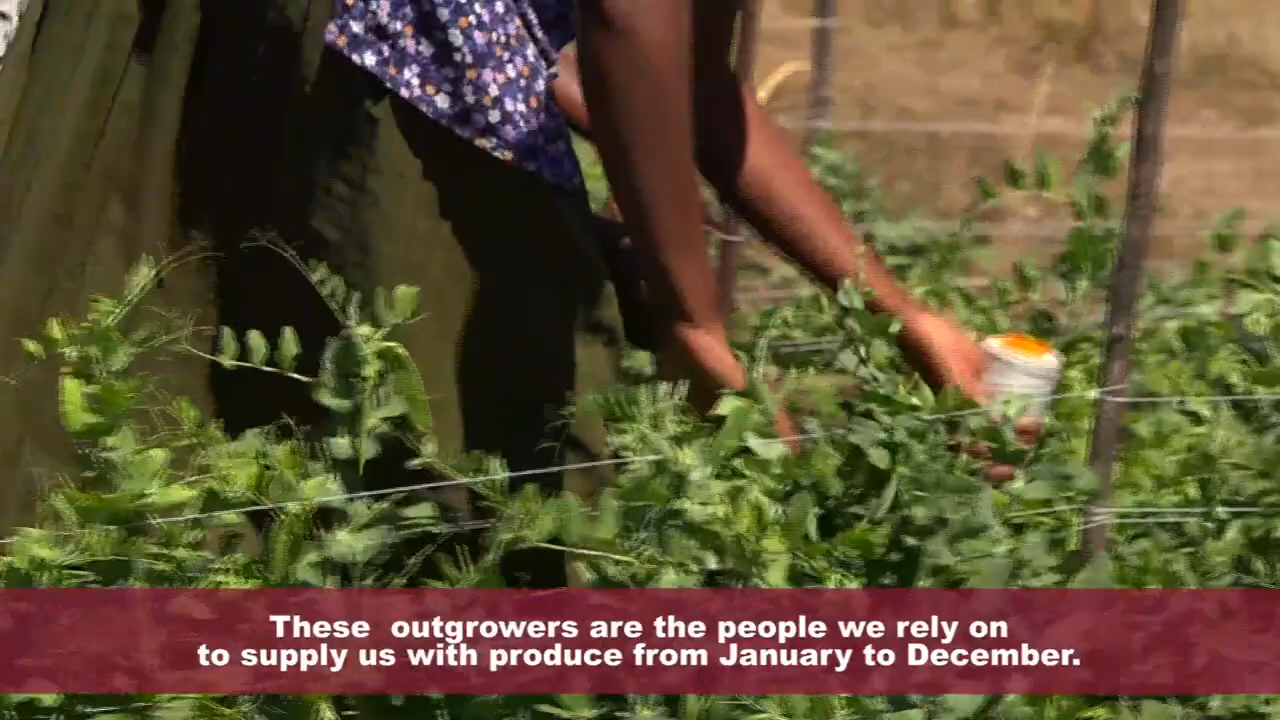 These  outgrowers are the people we rely on
to supply us with produce from January to December.